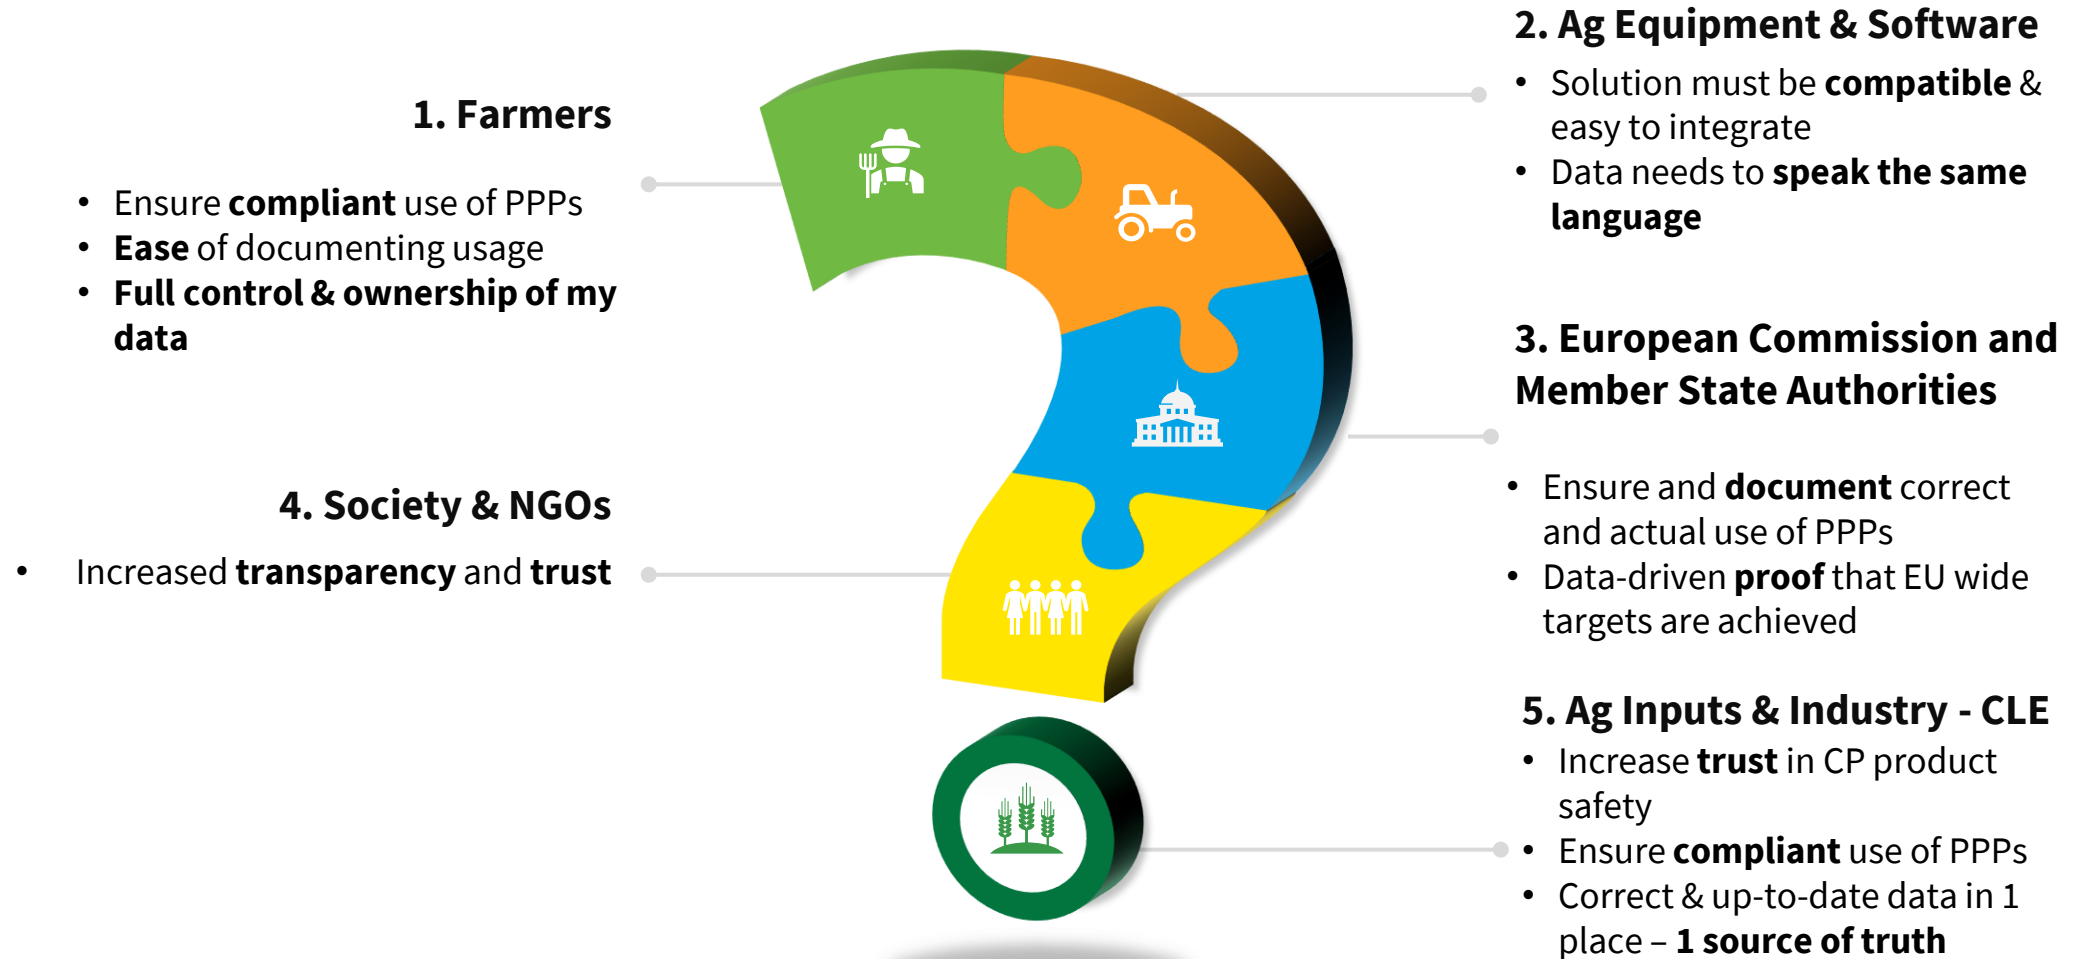 1. Farmers
• Ensure compliant use of PPPs
• Ease of documenting usage
• Full control & ownership of my
data
2. Ag Equipment & Software
• Solution must be compatible &
easy to integrate
• Data needs to speak the same
language
3. European Commission and
Member State Authorities
• Ensure and document correct
and actual use of PPPs
• Data-driven proof that EU wide
targets are achieved
4. Society & NGOs
• Increased transparency and trust
5. Ag Inputs & Industry - CLE
• Increase trust in CP product
safety
• Ensure compliant use of PPPs
• Correct & up-to-date data in 1
place – 1 source of truth